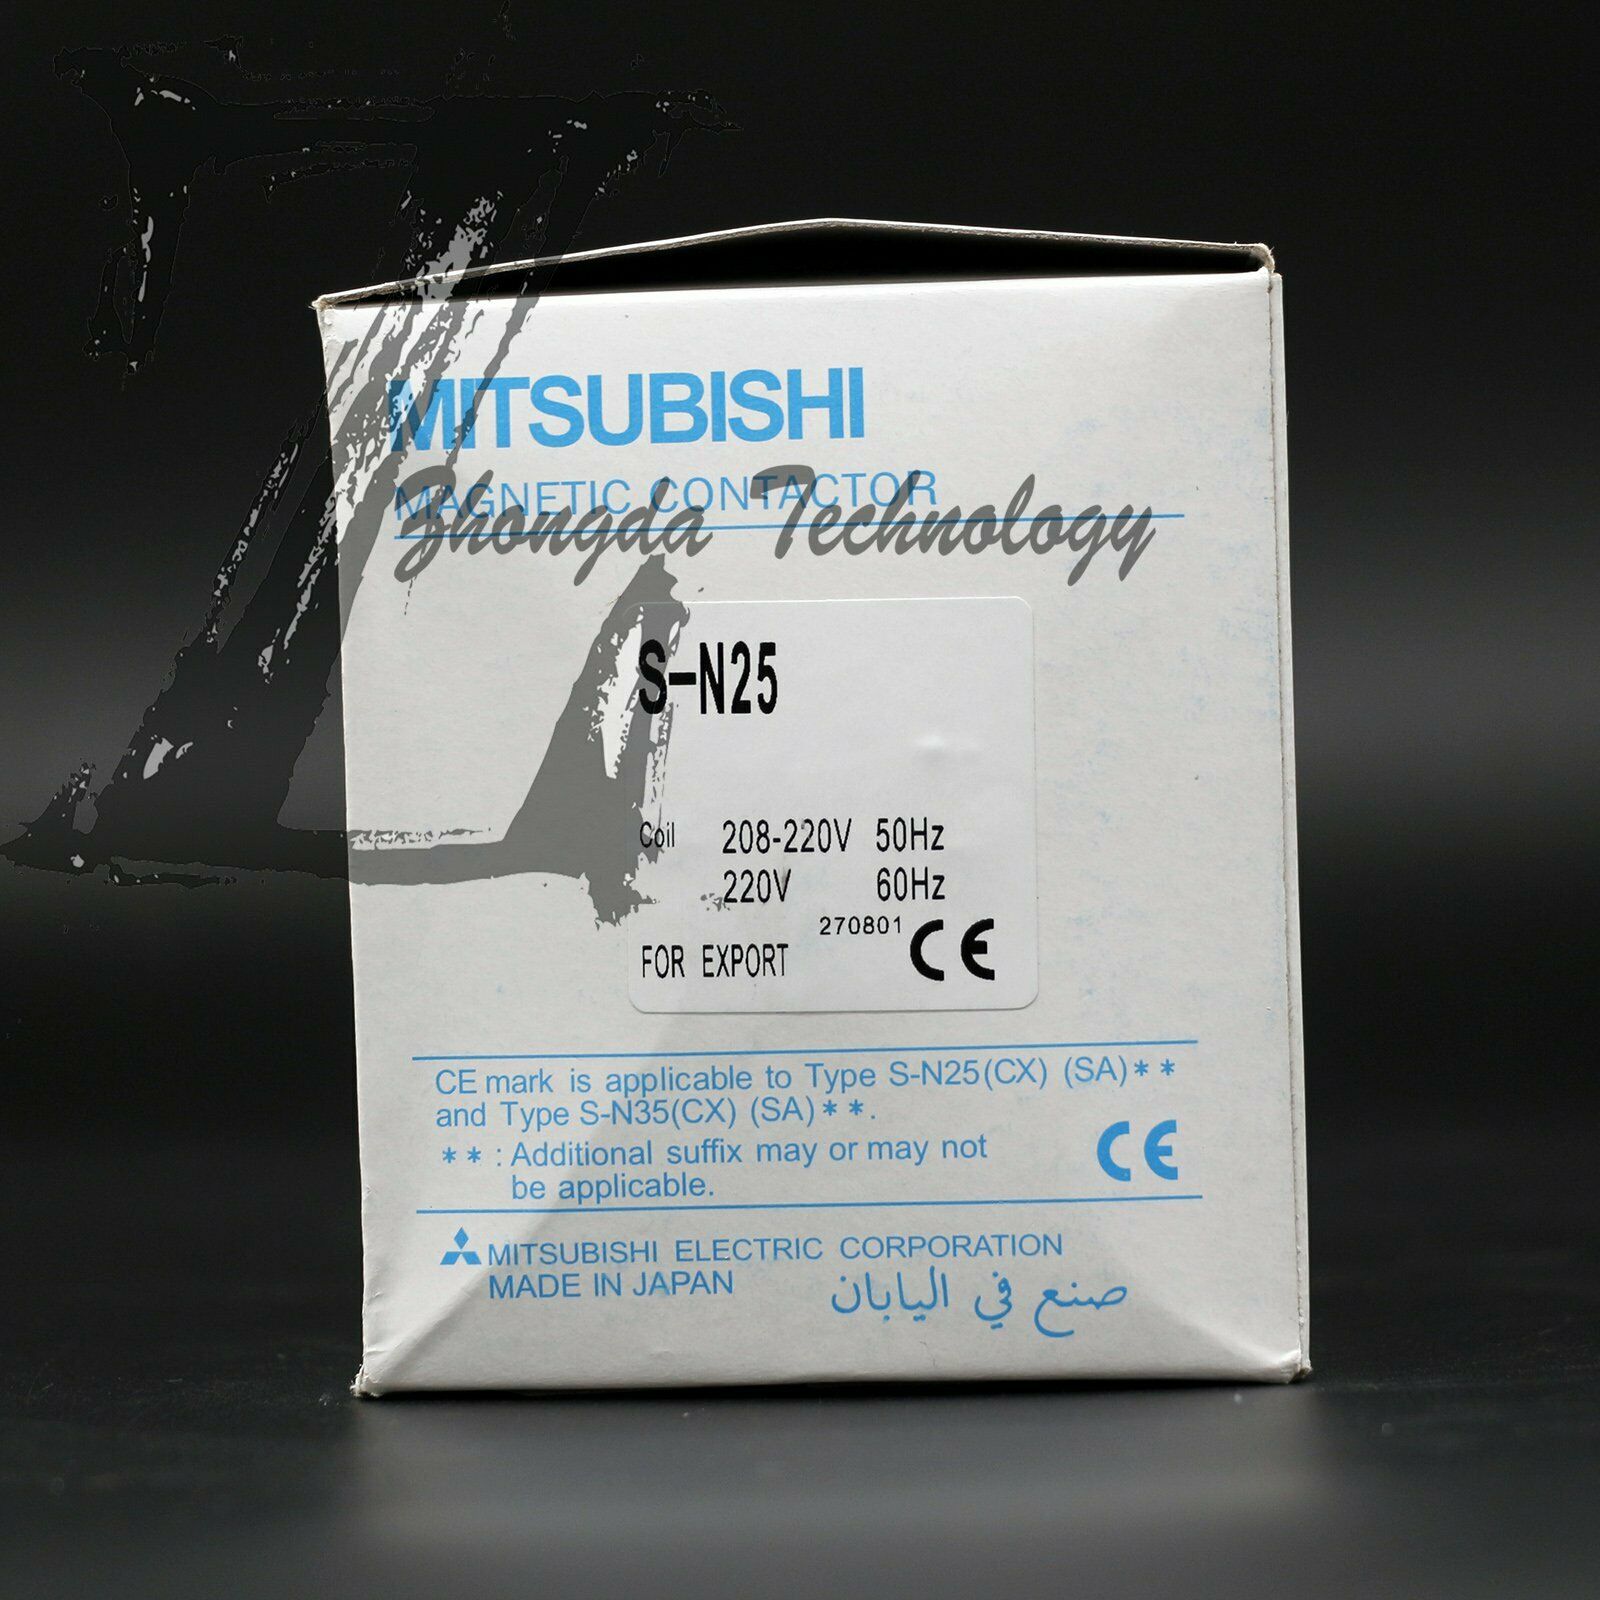 MITSUBISHI
MAGNETIC CONTACTOR
Zhongda Technology
S-N25
Coil 208-220V 50Hz
220V 60Hz
270801 CE
FOR EXPORT
CE mark is applicable to Type S-N25(CX) (SA)**
and Type S-N35(CX) (SA)**.
** : Additional suffix may or may not
be applicable.
CE
MITSUBISHI ELECTRIC CORPORATION
MADE IN JAPAN
صنع في اليابان